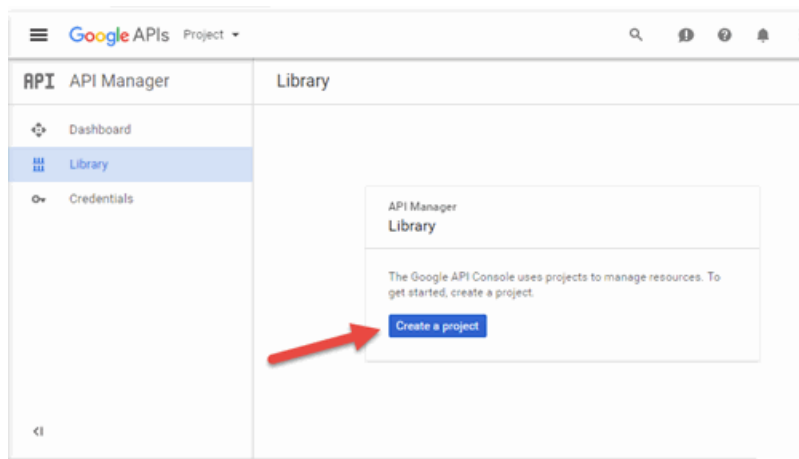 Google APIs Project
API API Manager Library
Dashboard
Library
Credentials
API Manager
Library
The Google API Console uses projects to manage resources. To
get started, create a project.
Create a project